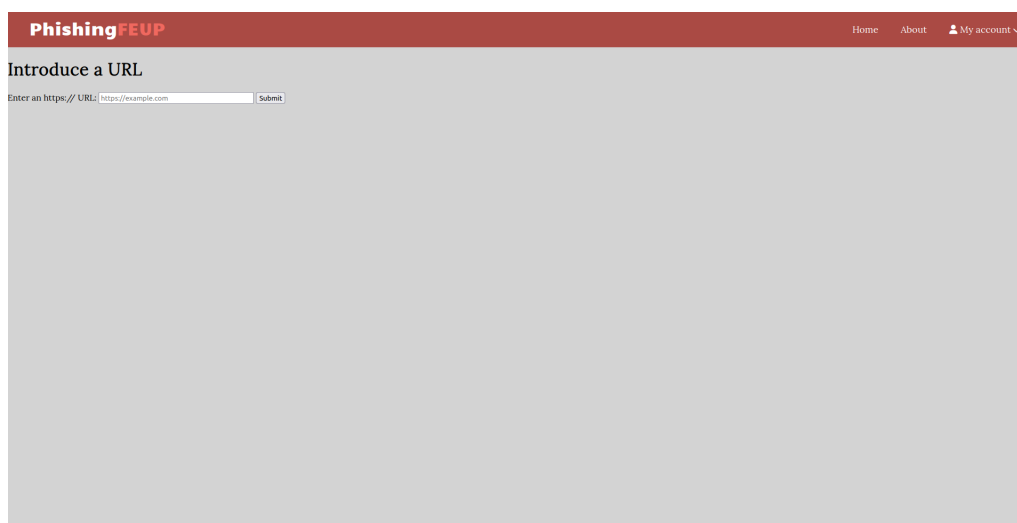 PhishingFEUP Home About My account
Introduce a URL
Enter an https:// URL: https://example.com Submit